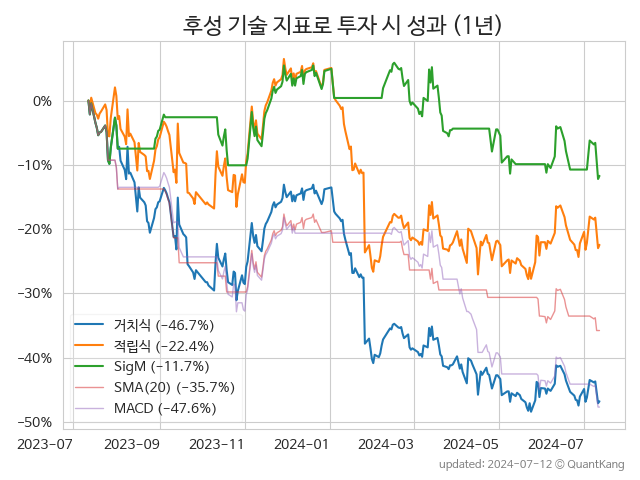 후성 기술 지표로 투자 시 성과 (1년)
0%
−10%
−20%
−30%
−40%
−50%
거치식 (−46.7%)
적립식 (−22.4%)
SigM (−11.7%)
SMA(20) (−35.7%)
MACD (−47.6%)
2023-07 2023-09 2023-11 2024-01 2024-03 2024-05 2024-07
updated: 2024-07-12 © QuantKang